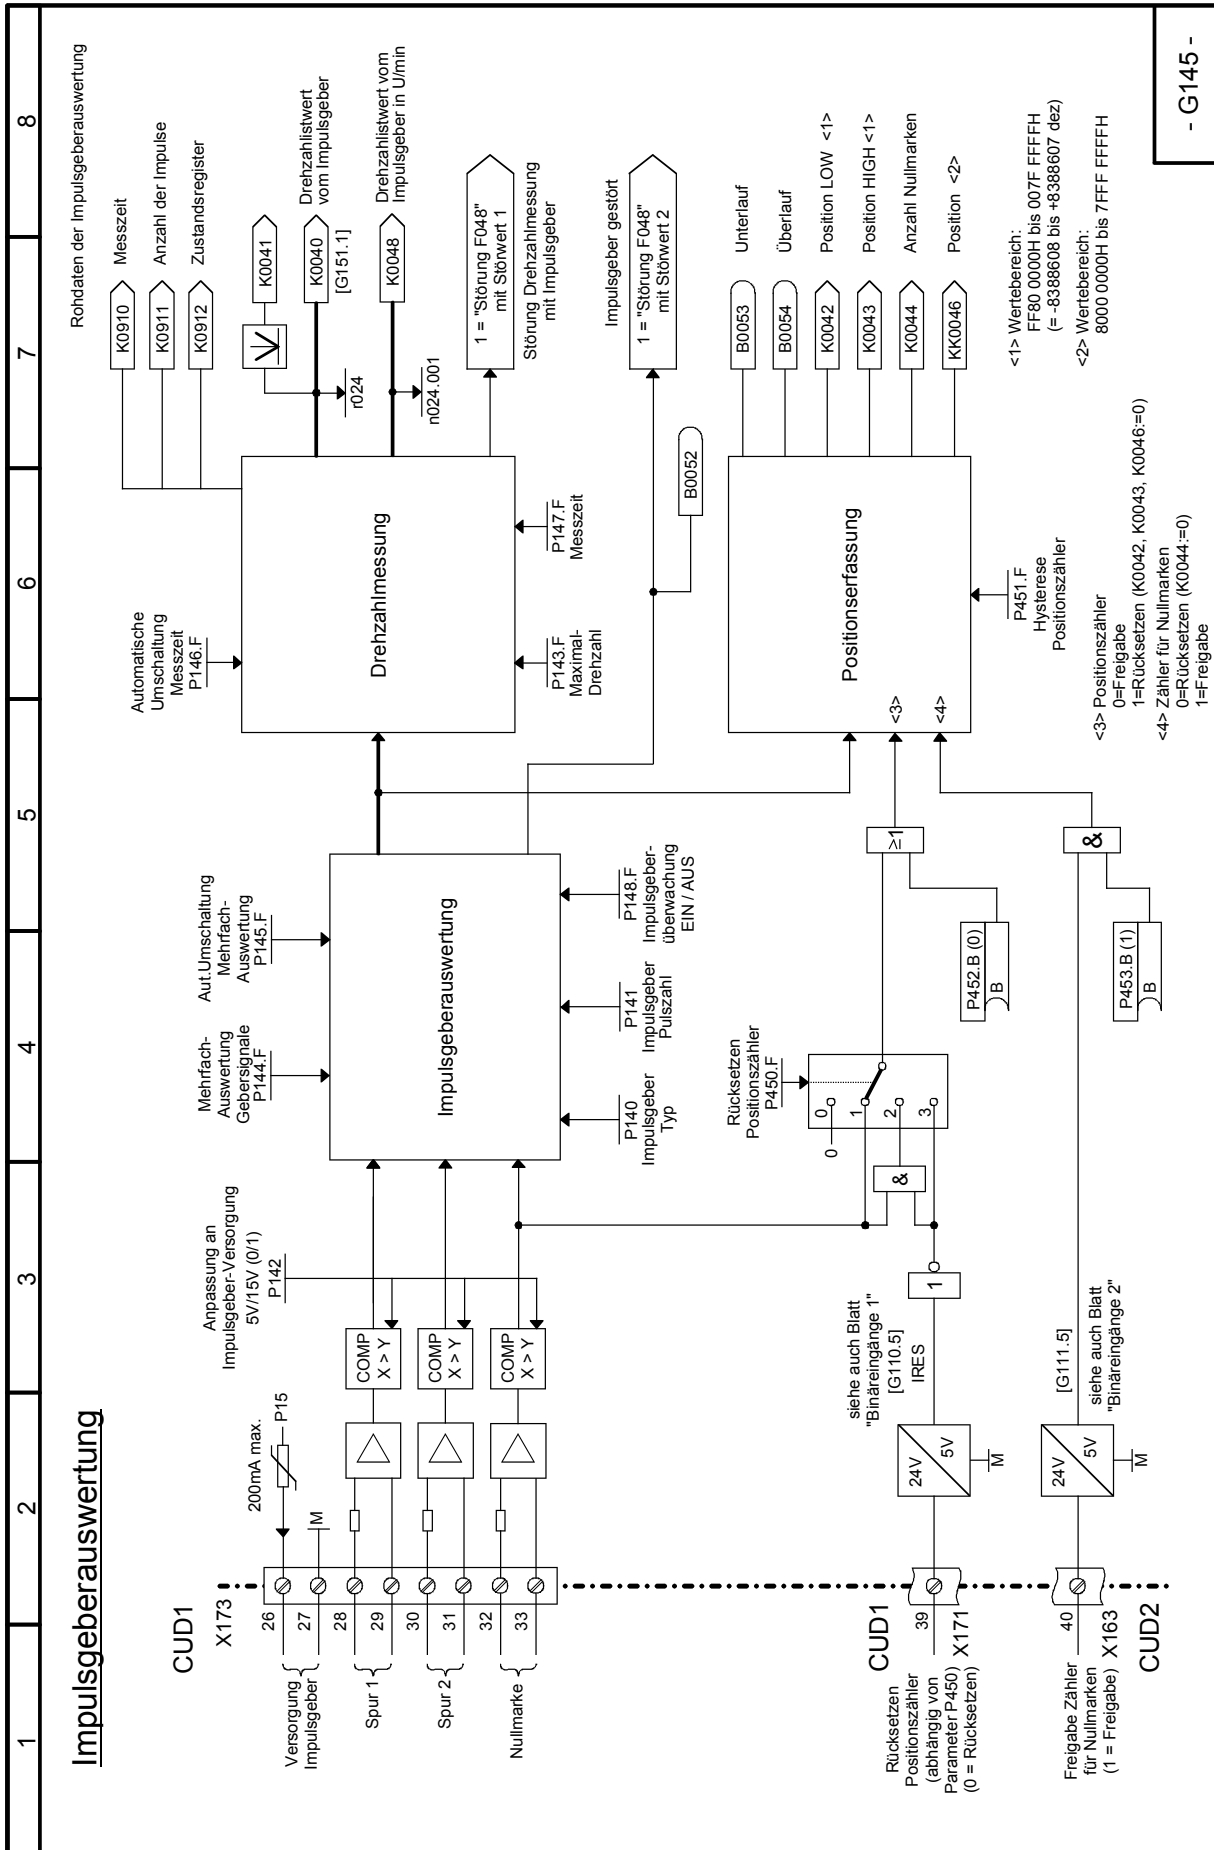 1
2
3
4
5
6
7
8
Impulsgeberauswertung
CUD1
X173
26
27
28
29
30
31
32
33
Versorgung
Impulsgeber
Spur 1
Spur 2
Nullmarke
200mA max.
P15
M
COMP
X > Y
COMP
X > Y
COMP
X > Y
Anpassung an
Impulsgeber-Versorgung
5V/15V (0/1)
P142
Mehrfach-
Auswertung
Gebersignale
P144.F
Aut.Umschaltung
Mehrfach-
Auswertung
P145.F
Impulsgeberauswertung
P140
Impulsgeber
Typ
P141
Impulsgeber
Pulszahl
P148.F
Impulsgeber-
überwachung
EIN / AUS
Automatische
Umschaltung
Messzeit
P146.F
Drehzahlmessung
P143.F
Maximal-
Drehzahl
P147.F
Messzeit
Rohdaten der Impulsgeberauswertung
K0910
Messzeit
K0911
Anzahl der Impulse
K0912
Zustandsregister
K0041
K0040
[G151.1]
Drehzahlistwert
vom Impulsgeber
r024
K0048
Drehzahlistwert vom
Impulsgeber in U/min
n024.001
1 = "Störung F048"
mit Störwert 1
Störung Drehzahlmessung
mit Impulsgeber
Impulsgeber gestört
1 = "Störung F048"
mit Störwert 2
B0052
Rücksetzen
Positionszähler
P450.F
0
0
1
2
3
&
1
≥1
P452.B (0)
B
&
P453.B (1)
B
Positionserfassung
<3>
<4>
P451.F
Hysterese
Positionszähler
B0053
Unterlauf
B0054
Überlauf
K0042
Position LOW <1>
K0043
Position HIGH <1>
K0044
Anzahl Nullmarken
KK0046
Position <2>
<1> Wertebereich:
FF80 0000H bis 007F FFFFH
(= -8388608 bis +8388607 dez)
<2> Wertebereich:
8000 0000H bis 7FFF FFFFH
<3> Positionszähler
0=Freigabe
1=Rücksetzen (K0042, K0043, K0046:=0)
<4> Zähler für Nullmarken
0=Rücksetzen (K0044:=0)
1=Freigabe
CUD1
39
X171
Rücksetzen
Positionszähler
(abhängig von
Parameter P450)
(0 = Rücksetzen)
24V
5V
M
siehe auch Blatt
"Binäreingänge 1"
[G110.5]
IRES
40
X163
CUD2
Freigabe Zähler
für Nullmarken
(1 = Freigabe)
24V
5V
M
[G111.5]
siehe auch Blatt
"Binäreingänge 2"
- G145 -